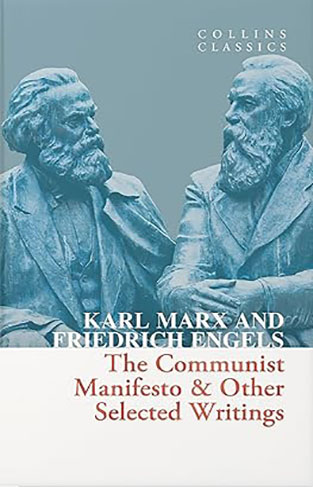 COLLINS
CLASSICS
KARL MARX AND
FRIEDRICH ENGELS
The Communist
Manifesto & Other
Selected Writings